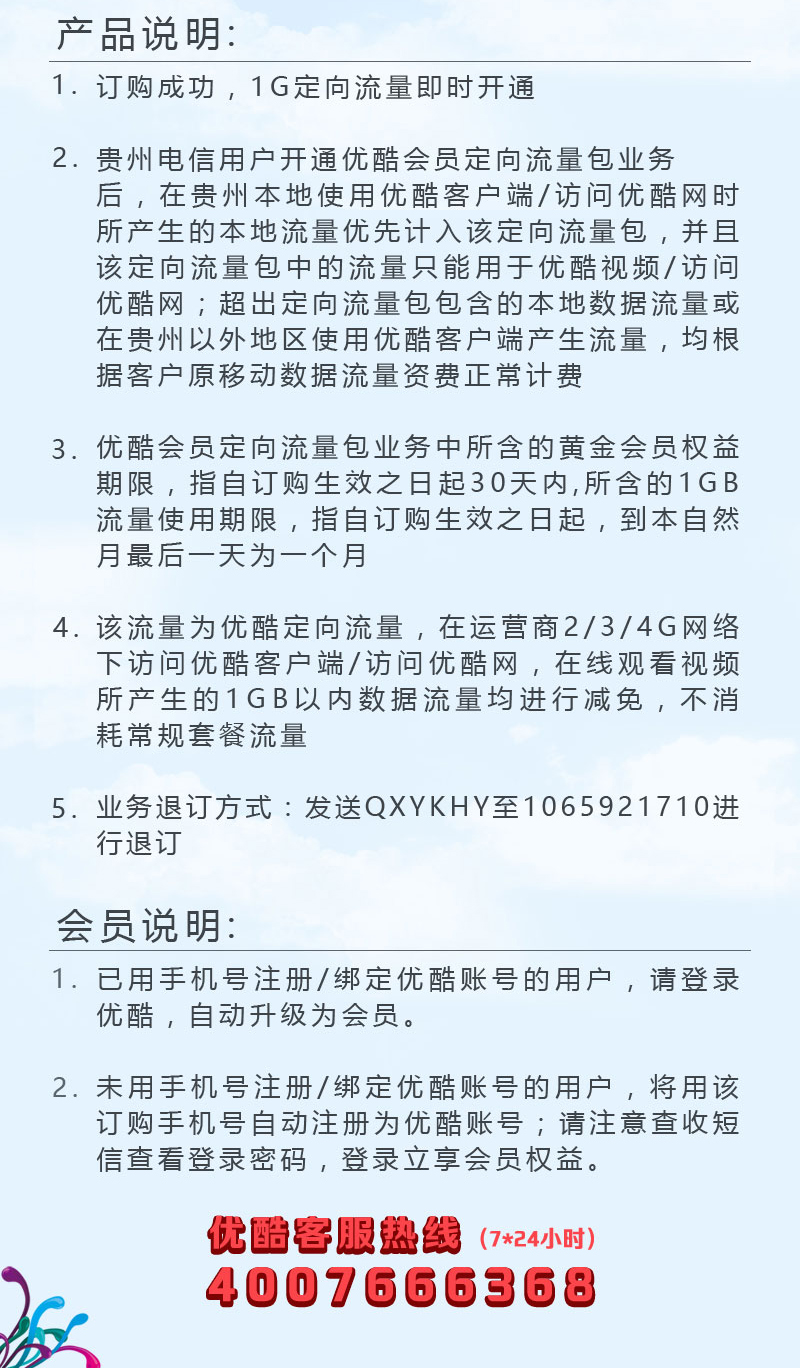 产品说明:
1. 订购成功，1G定向流量即时开通
2. 贵州电信用户开通优酷会员定向流量包业务
后，在贵州本地使用优酷客户端/访问优酷网时
所产生的本地流量优先计入该定向流量包，并且
该定向流量包中的流量只能用于优酷视频/访问
优酷网；超出定向流量包包含的本地数据流量或
在贵州以外地区使用优酷客户端产生流量，均根
据客户原移动数据流量资费正常计费
3. 优酷会员定向流量包业务中所含的黄金会员权益
期限，指自订购生效之日起30天内,所含的1GB
流量使用期限，指自订购生效之日起，到本自然
月最后一天为一个月
4. 该流量为优酷定向流量，在运营商2/3/4G网络
下访问优酷客户端/访问优酷网，在线观看视频
所产生的1GB以内数据流量均进行减免，不消
耗常规套餐流量
5. 业务退订方式：发送QXYKHY至1065921710进
行退订
会员说明:
1. 已用手机号注册/绑定优酷账号的用户，请登录
优酷，自动升级为会员。
2. 未用手机号注册/绑定优酷账号的用户，将用该
订购手机号自动注册为优酷账号；请注意查收短
信查看登录密码，登录立享会员权益。
优酷客服热线（7*24小时）
4007666368